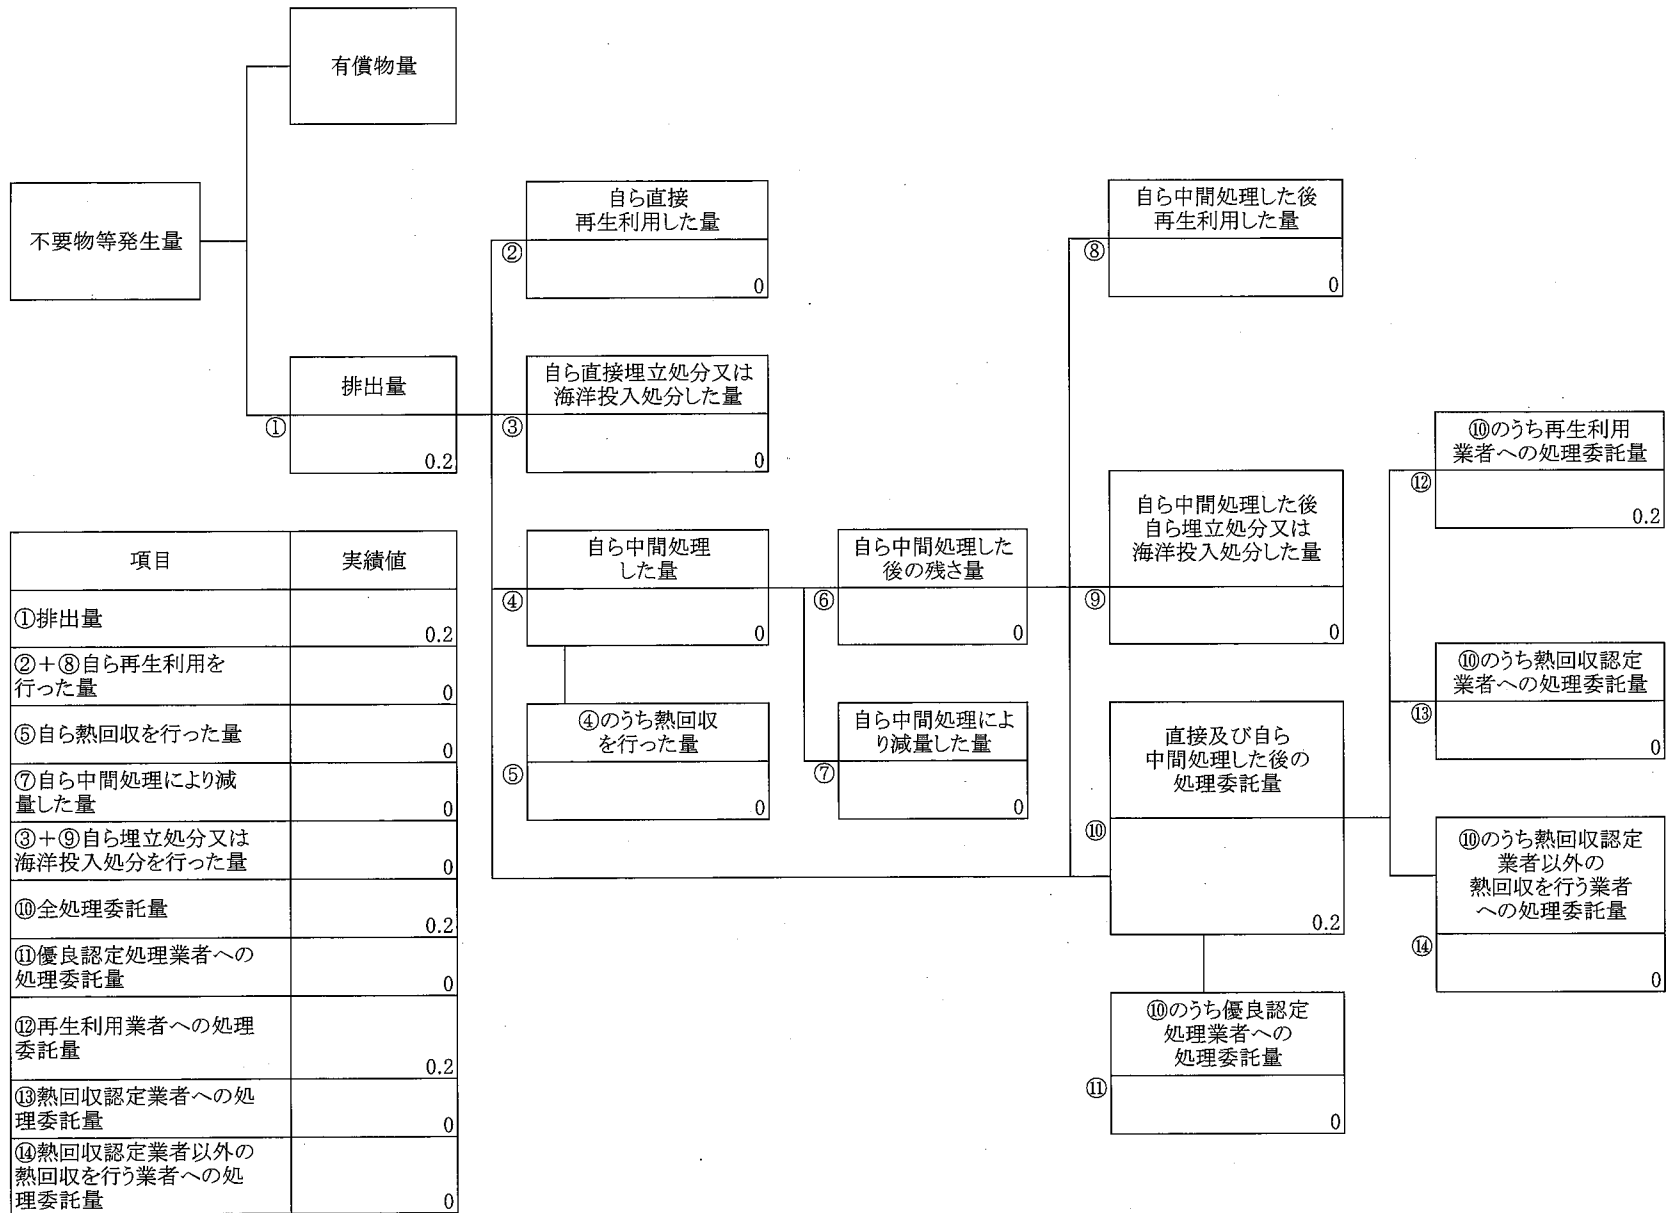 有償物量
不要物等発生量
排出量
①
0.2
自ら直接
再生利用した量
②
0
自ら直接埋立処分又は
海洋投入処分した量
③
0
自ら中間処理
した量
④
0
④のうち熱回収
を行った量
⑤
0
自ら中間処理した
後の残さ量
⑥
0
自ら中間処理によ
り減量した量
⑦
0
自ら中間処理した後
再生利用した量
⑧
0
自ら中間処理した後
自ら埋立処分又は
海洋投入処分した量
⑨
0
直接及び自ら
中間処理した後の
処理委託量
⑩
0.2
⑩のうち優良認定
処理業者への
処理委託量
⑪
0
⑩のうち再生利用
業者への処理委託量
⑫
0.2
⑩のうち熱回収認定
業者への処理委託量
⑬
0
⑩のうち熱回収認定
業者以外の
熱回収を行う業者
への処理委託量
⑭
0
項目 実績値
①排出量
0.2
②+⑧自ら再生利用を
行った量
0
⑤自ら熱回収を行った量
0
⑦自ら中間処理により減
量した量
0
③+⑨自ら埋立処分又は
海洋投入処分を行った量
0
⑩全処理委託量
0.2
⑪優良認定処理業者への
処理委託量
0
⑫再生利用業者への処理
委託量
0.2
⑬熱回収認定業者への処
理委託量
0
⑭熱回収認定業者以外の
熱回収を行う業者への処
理委託量
0